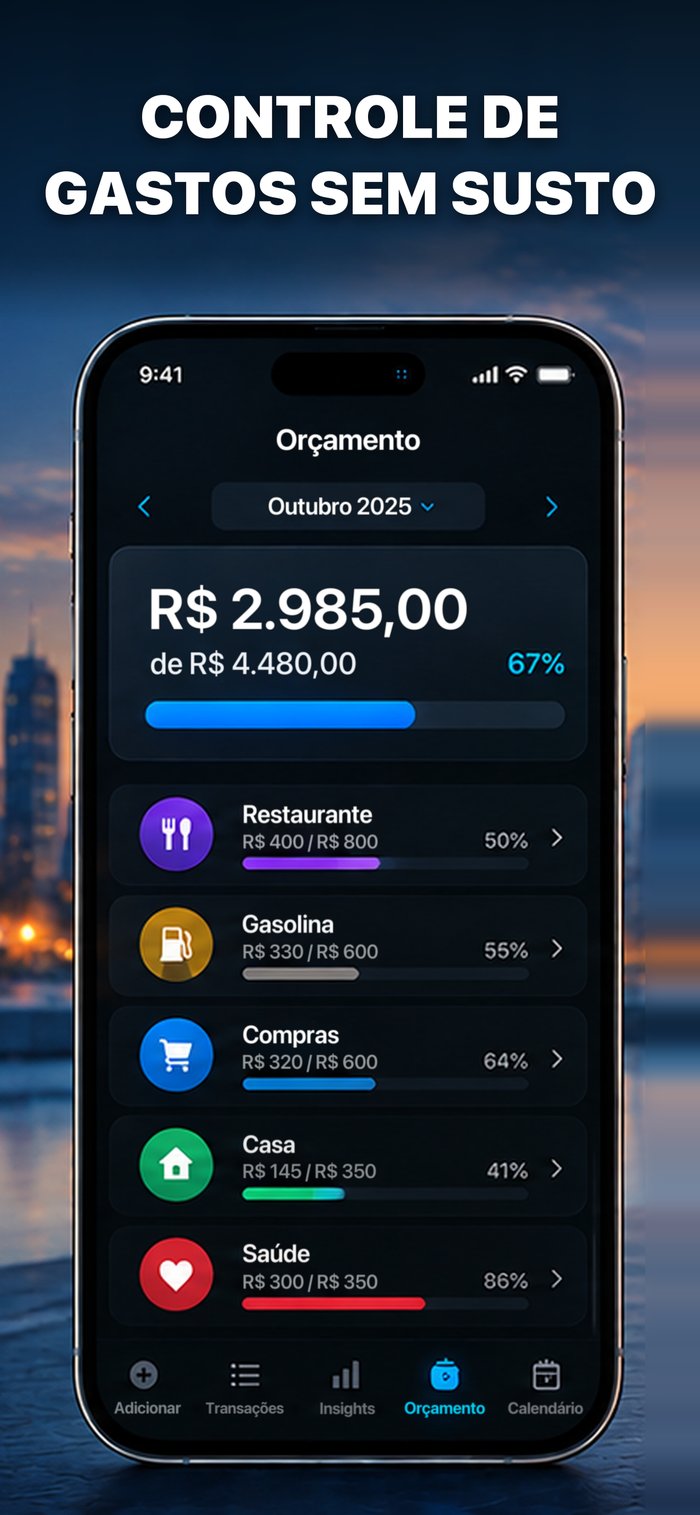 CONTROLE DE
GASTOS SEM SUSTO
9:41
Orçamento
Outubro 2025
R$ 2.985,00
de R$ 4.480,00
67%
Restaurante
R$ 400 / R$ 800
50%
Gasolina
R$ 330 / R$ 600
55%
Compras
R$ 320 / R$ 600
64%
Casa
R$ 145 / R$ 350
41%
Saúde
R$ 300 / R$ 350
86%
Adicionar
Transações
Insights
Orçamento
Calendário